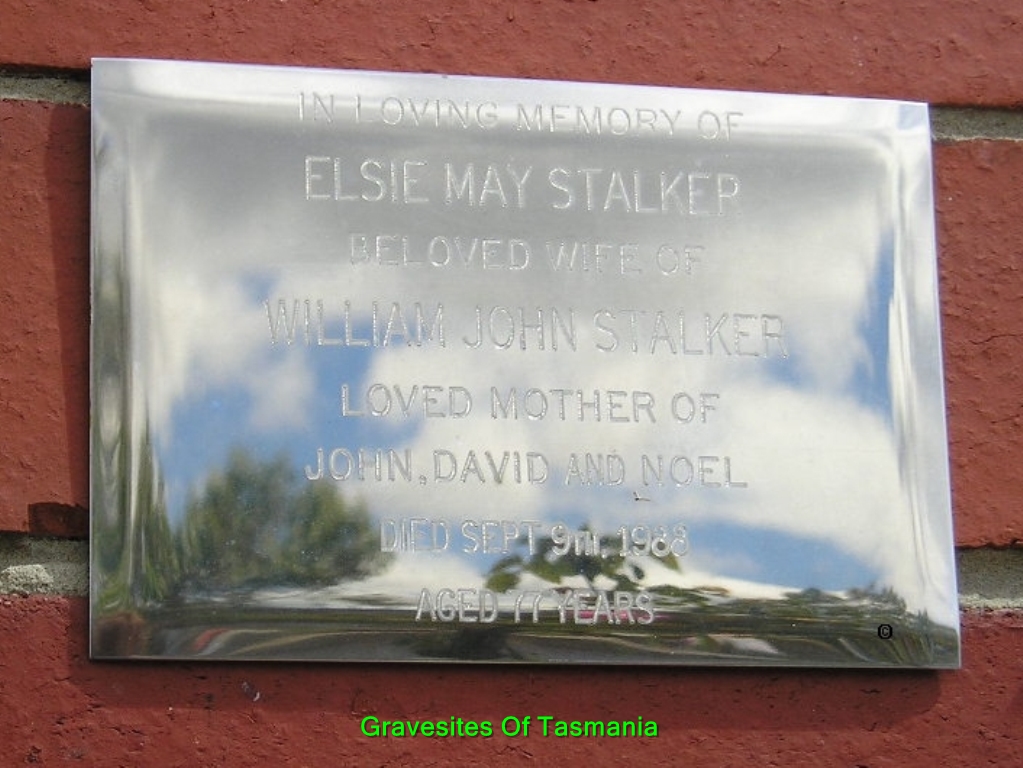 IN LOVING MEMORY OF
ELSIE MAY STALKER
BELOVED WIFE OF
WILLIAM JOHN STALKER
LOVED MOTHER OF
JOHN, DAVID AND NOEL
DIED SEPT 9TH, 1988
AGED 77 YEARS
©
Gravesites Of Tasmania